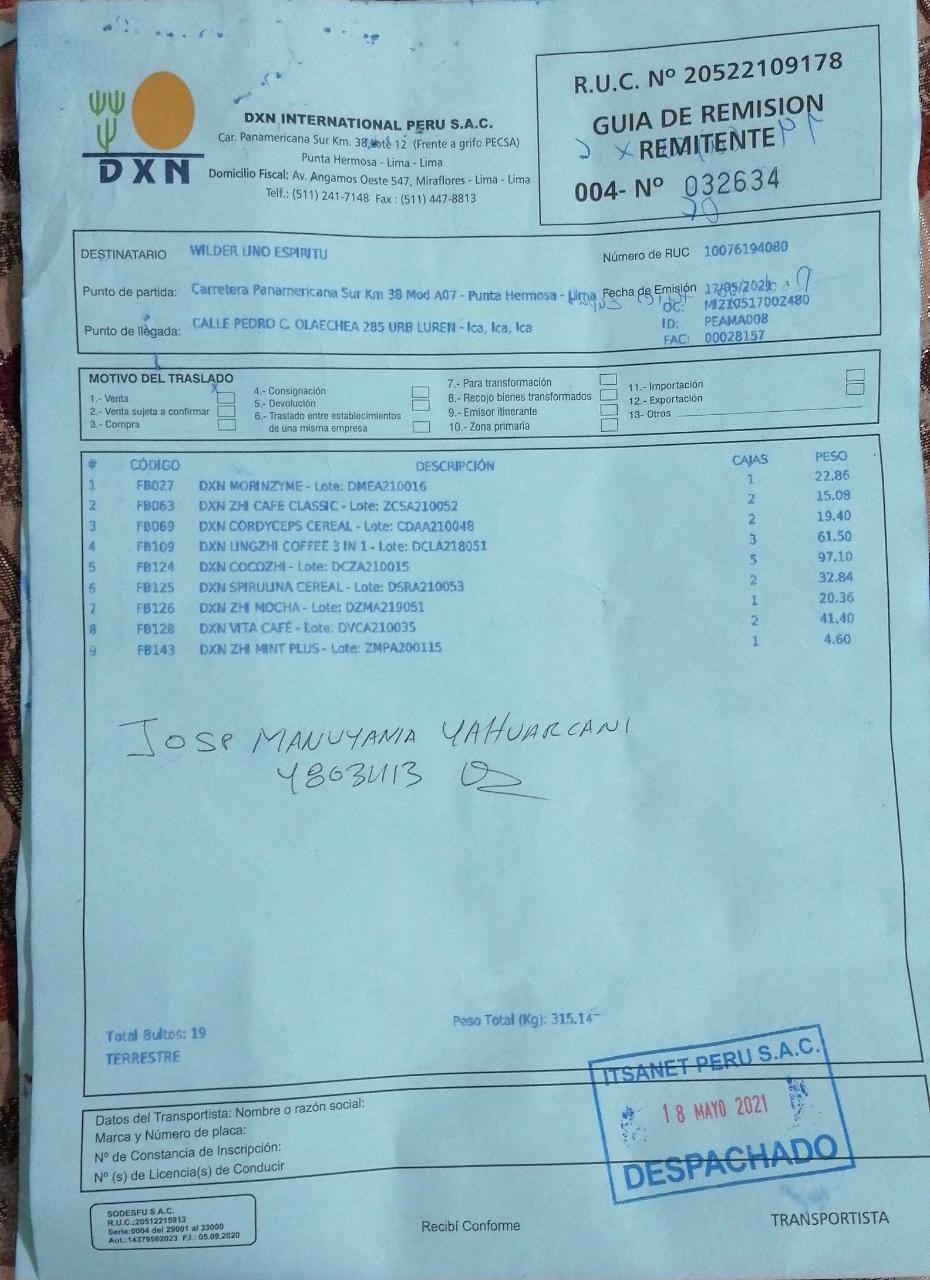 DXN
DXN INTERNATIONAL PERU S.A.C.
Car. Panamericana Sur Km. 38, Lote 12 (Frente a grifo PECSA)
Punta Hermosa - Lima - Lima
Domicilio Fiscal: Av. Angamos Oeste 547, Miraflores - Lima - Lima
Telf.: (511) 241-7148 Fax : (511) 447-8813
R.U.C. Nº 20522109178
GUIA DE REMISION
REMITENTE
004- Nº 032634
DESTINATARIO WILDER LINO ESPIRITU Número de RUC 10076194080
Punto de partida: Carretera Panamericana Sur Km 38 Mod A07 - Punta Hermosa - Lima Fecha de Emisión 17/05/2021
OC: MI210517002480
Punto de llegada: CALLE PEDRO C. OLAECHEA 285 URB LUREN - Ica, Ica, Ica ID: PEAMA008
FAC: 00028157
MOTIVO DEL TRASLADO
1.- Venta X
2.- Venta sujeta a confirmar
3.- Compra
4.- Consignación
5.- Devolución
6.- Traslado entre establecimientos
de una misma empresa
7.- Para transformación
8.- Recojo bienes transformados
9.- Emisor itinerante
10.- Zona primaria
11.- Importación
12.- Exportación
13- Otros
# CÓDIGO DESCRIPCIÓN CAJAS PESO
1 FB027 DXN MORINZYME - Lote: DMEA210016 1 22.86
2 FB063 DXN ZHI CAFE CLASSIC - Lote: ZCSA210052 2 15.08
3 FB069 DXN CORDYCEPS CEREAL - Lote: CDAA210048 2 19.40
4 FB109 DXN LINGZHI COFFEE 3 IN 1 - Lote: DCLA218051 3 61.50
5 FB124 DXN COCOZHI - Lote: DCZA210015 5 97.10
6 FB125 DXN SPIRULINA CEREAL - Lote: DSRA210053 2 32.84
7 FB126 DXN ZHI MOCHA - Lote: DZMA219051 1 20.36
8 FB128 DXN VITA CAFÉ - Lote: DVCA210035 2 41.40
9 FB143 DXN ZHI MINT PLUS - Lote: ZMPA200115 1 4.60
JOSE MANUYAMA YAHUARCANI
Total Bultos: 19 Peso Total (Kg): 315.14
TERRESTRE
ITSANET PERU S.A.C.
18 MAYO 2021
DESPACHADO
Datos del Transportista: Nombre o razón social:
Marca y Número de placa:
Nº de Constancia de Inscripción:
Nº (s) de Licencia(s) de Conducir
SODESFU S.A.C.
R.U.C.:20512215913
Serie:0004 del 29001 al 33000
Aut.:14379562023 F.I.: 05.09.2020
Recibí Conforme
TRANSPORTISTA